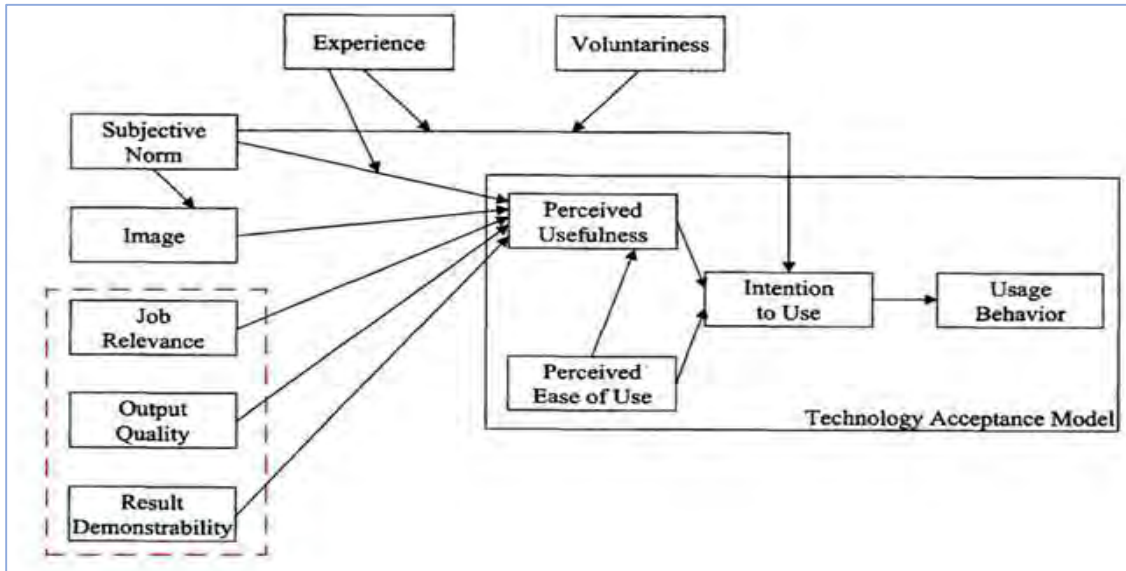 Experience
Voluntariness
Subjective
Norm
Image
Job
Relevance
Output
Quality
Result
Demonstrability
Perceived
Usefulness
Perceived
Ease of Use
Intention
to Use
Usage
Behavior
Technology Acceptance Model